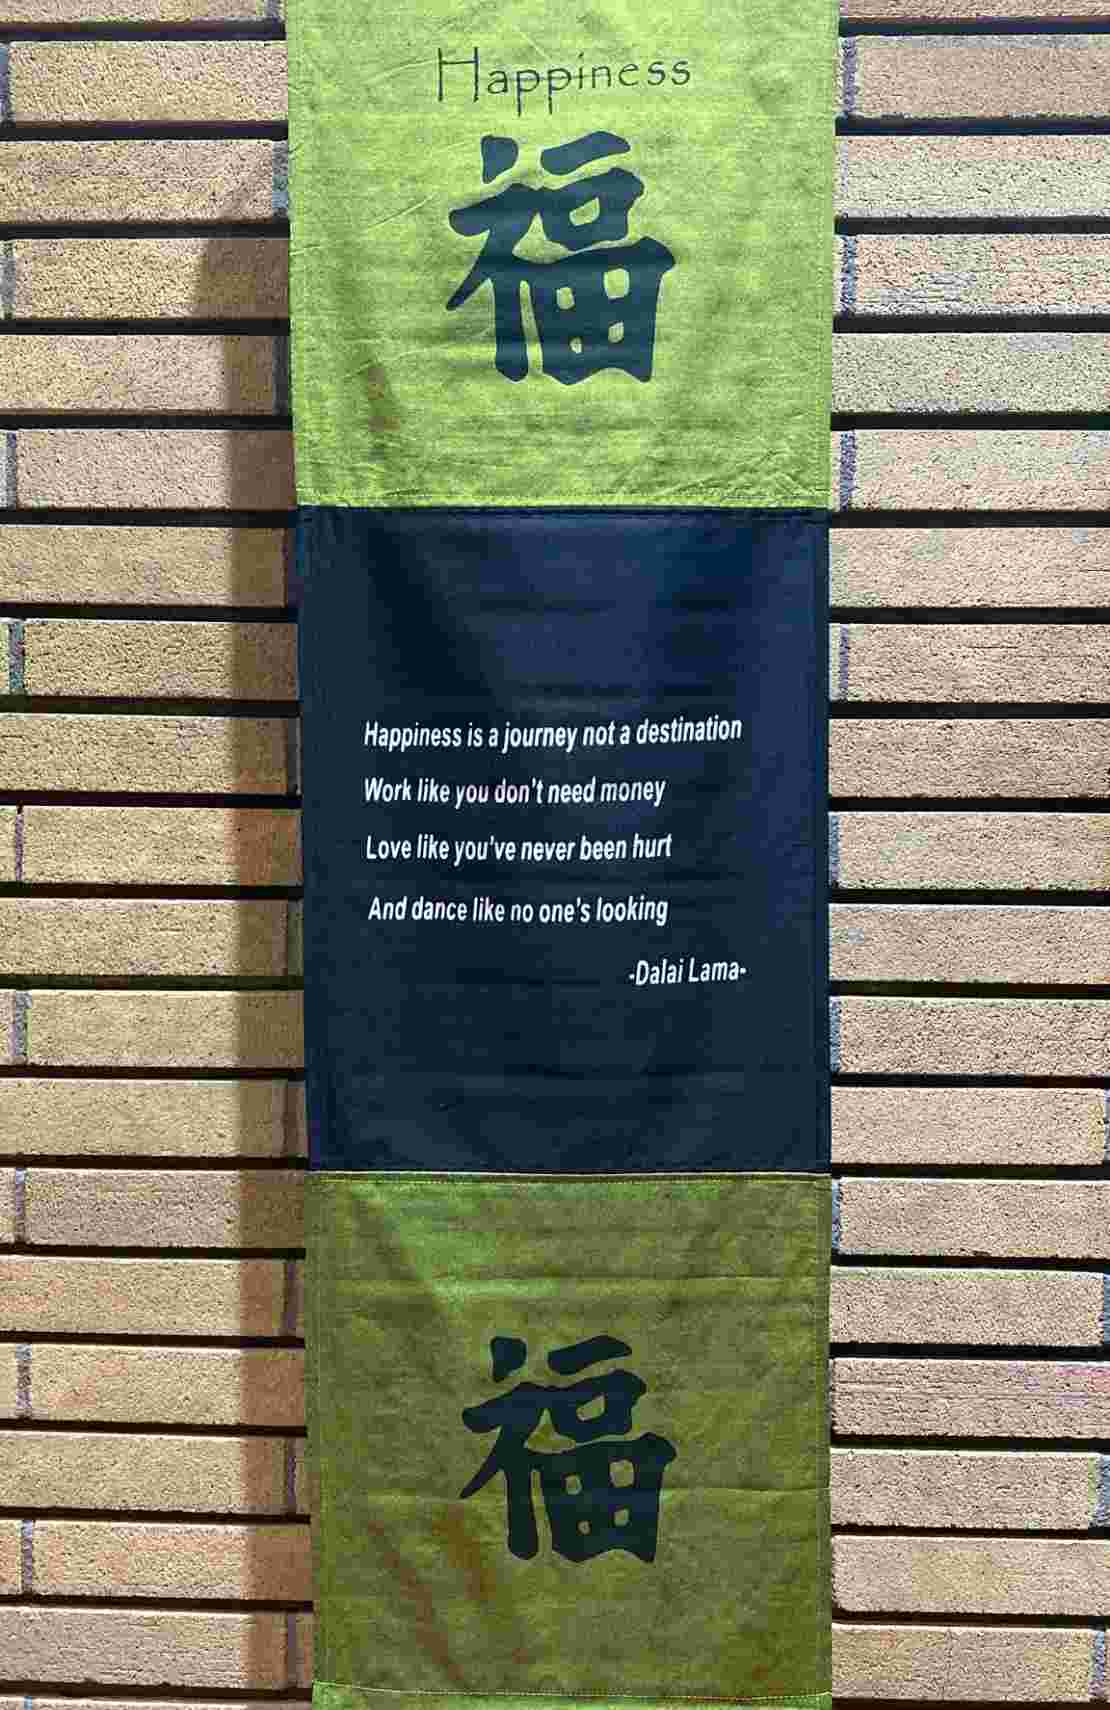 Happiness
福
Happiness is a journey not a destination
Work like you don't need money
Love like you've never been hurt
And dance like no one's looking
-Dalai Lama-
福